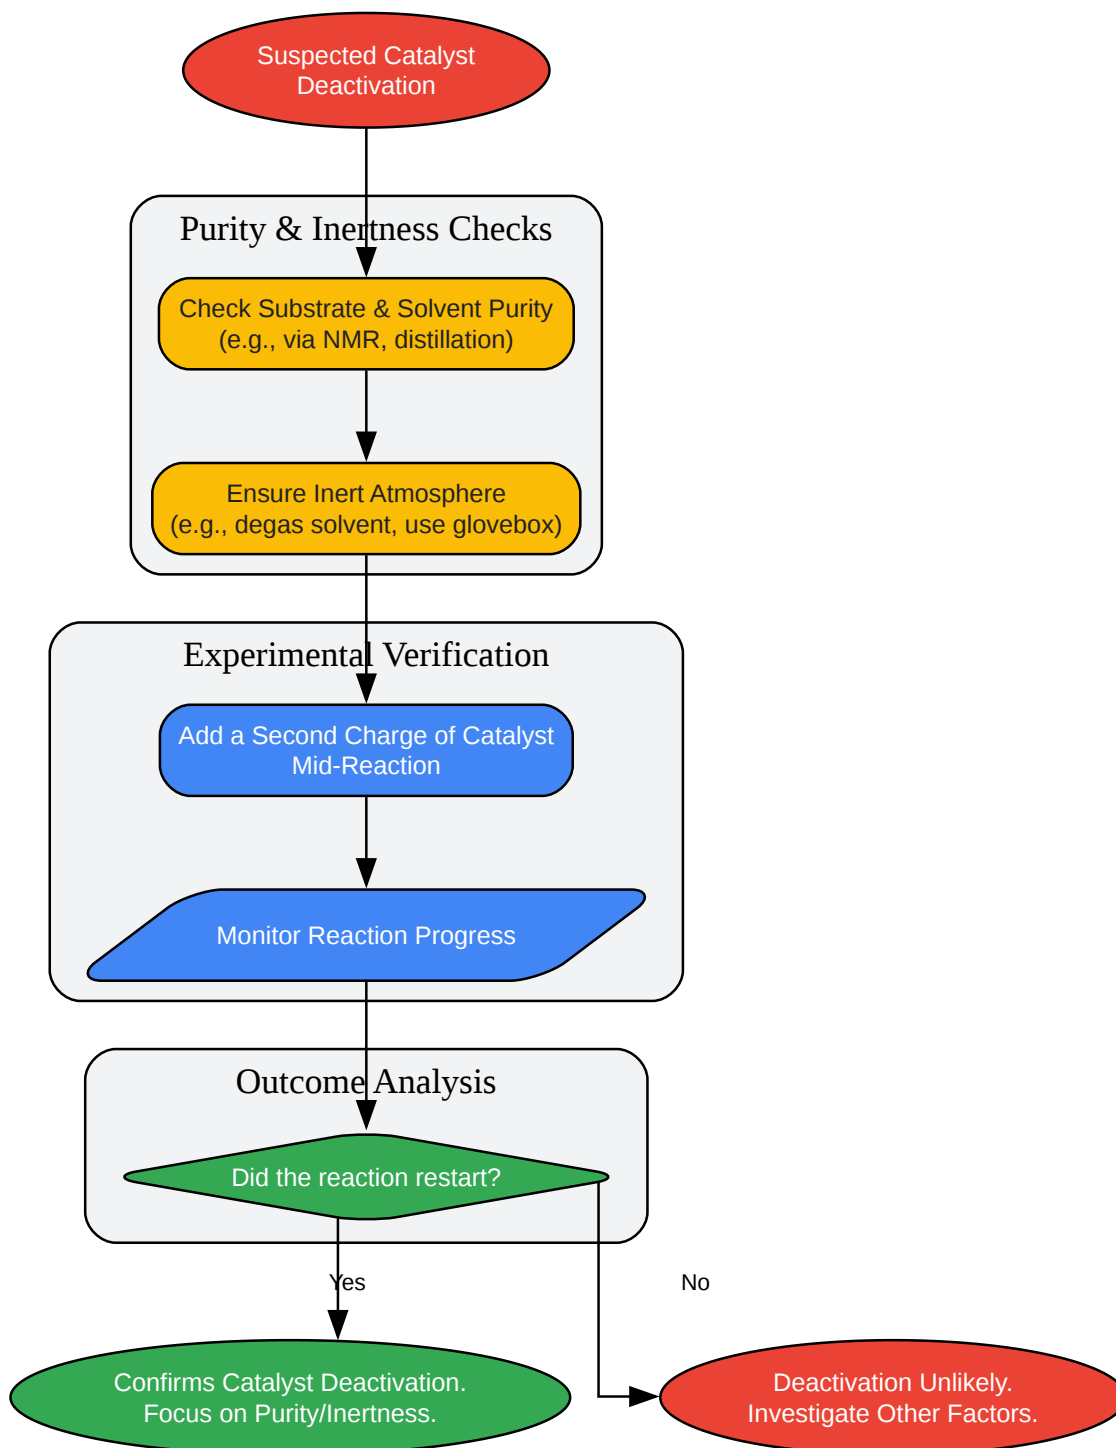 Suspected Catalyst
Deactivation
Purity & Inertness Checks
Check Substrate & Solvent Purity
(e.g., via NMR, distillation)
Ensure Inert Atmosphere
(e.g., degas solvent, use glovebox)
Experimental Verification
Add a Second Charge of Catalyst
Mid-Reaction
Monitor Reaction Progress
Outcome Analysis
Did the reaction restart?
Yes
No
Confirms Catalyst Deactivation.
Focus on Purity/Inertness.
Deactivation Unlikely.
Investigate Other Factors.